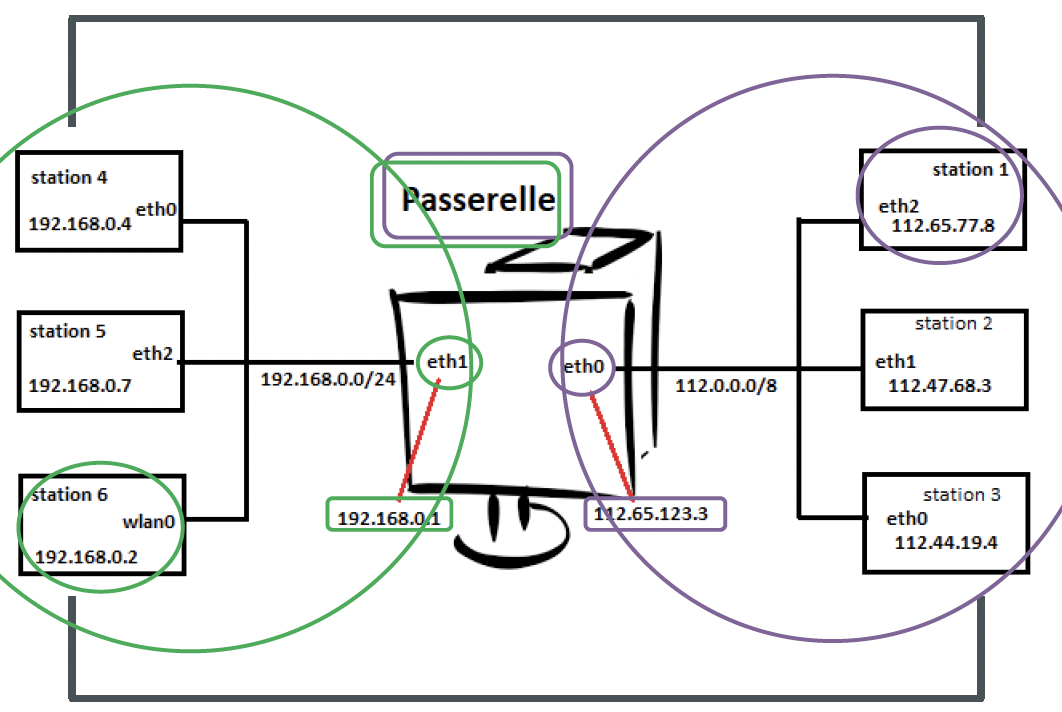 Passerelle
station 4
eth0
192.168.0.4
station 5
eth2
192.168.0.7
station 6
wlan0
192.168.0.2
192.168.0.0/24
eth1
192.168.0.1
eth0
112.65.123.3
112.0.0.0/8
station 1
eth2
112.65.77.8
station 2
eth1
112.47.68.3
station 3
eth0
112.44.19.4